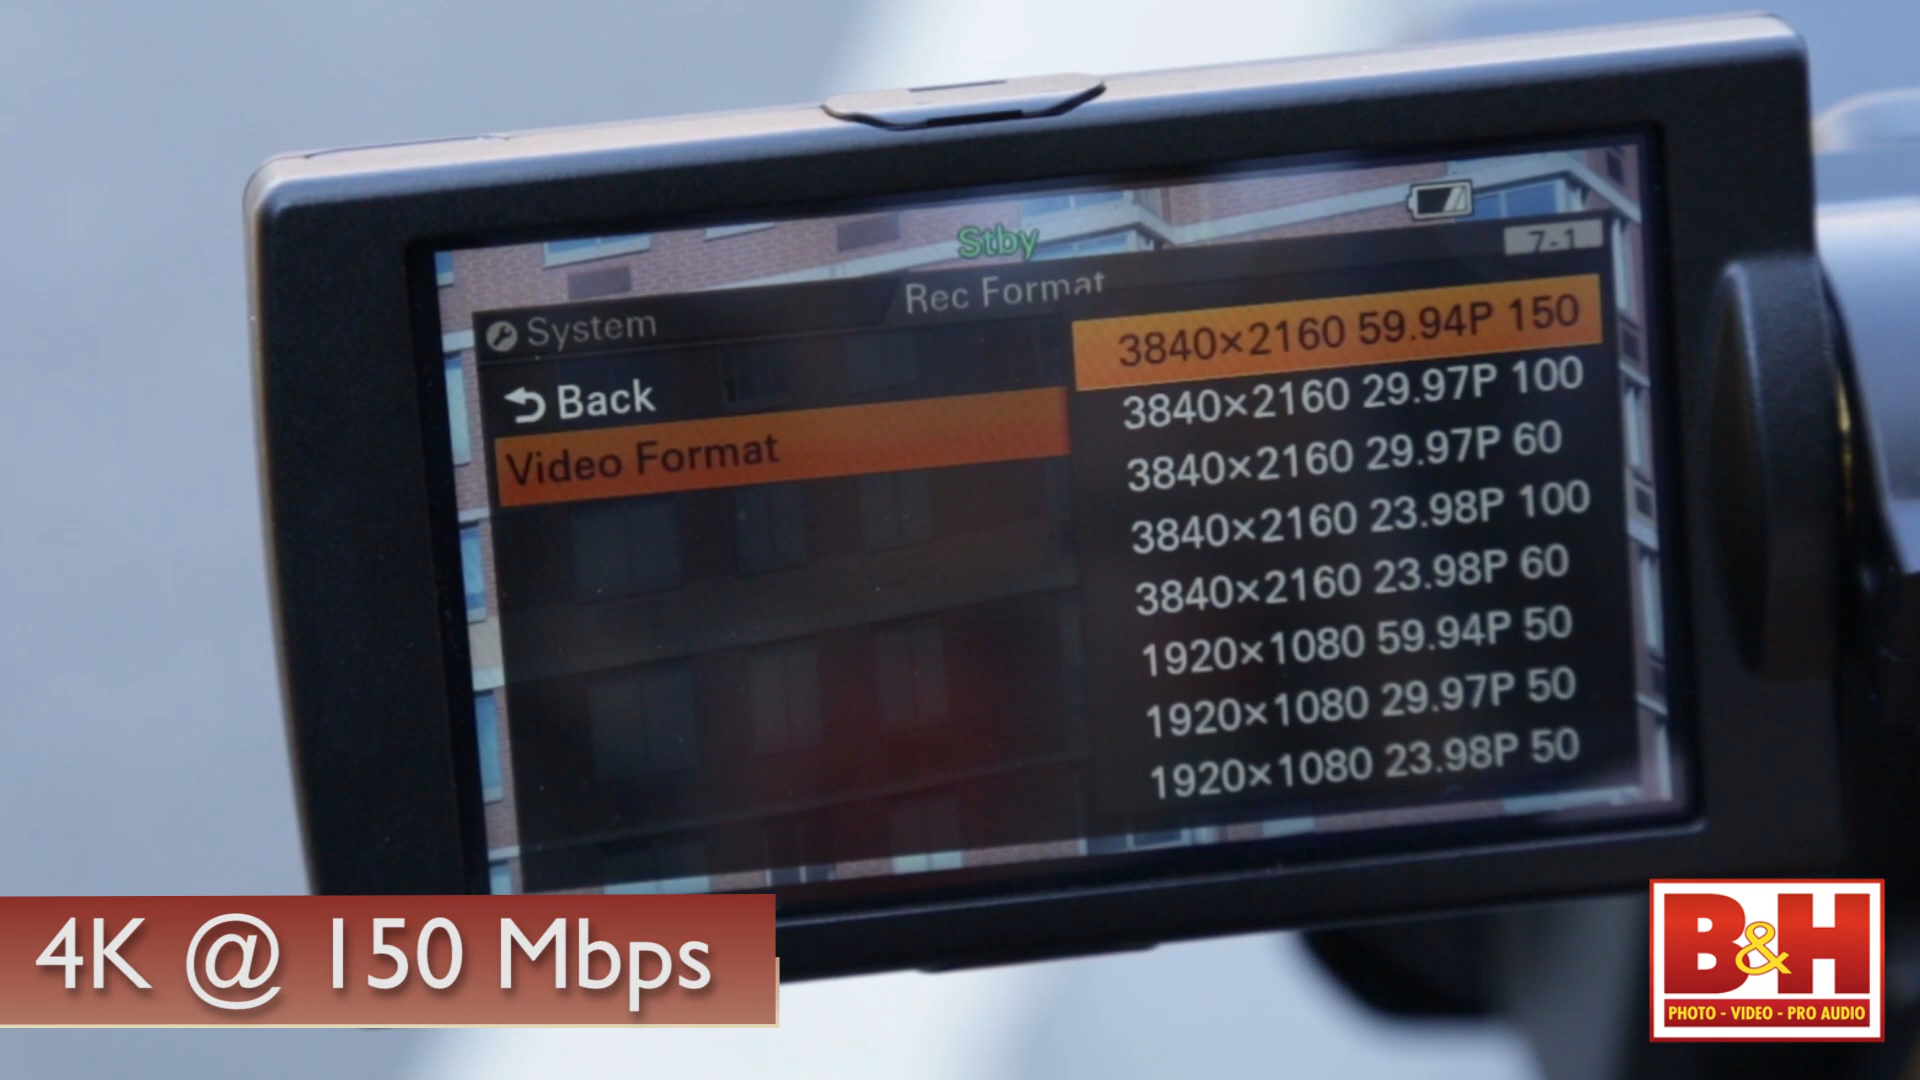 Stby
7-1
System
Rec Format
Back
Video Format
3840×2160 59.94P 150
3840×2160 29.97P 100
3840×2160 29.97P 60
3840×2160 23.98P 100
3840×2160 23.98P 60
1920×1080 59.94P 50
1920×1080 29.97P 50
1920×1080 23.98P 50
4K @ 150 Mbps
B&H
PHOTO - VIDEO - PRO AUDIO